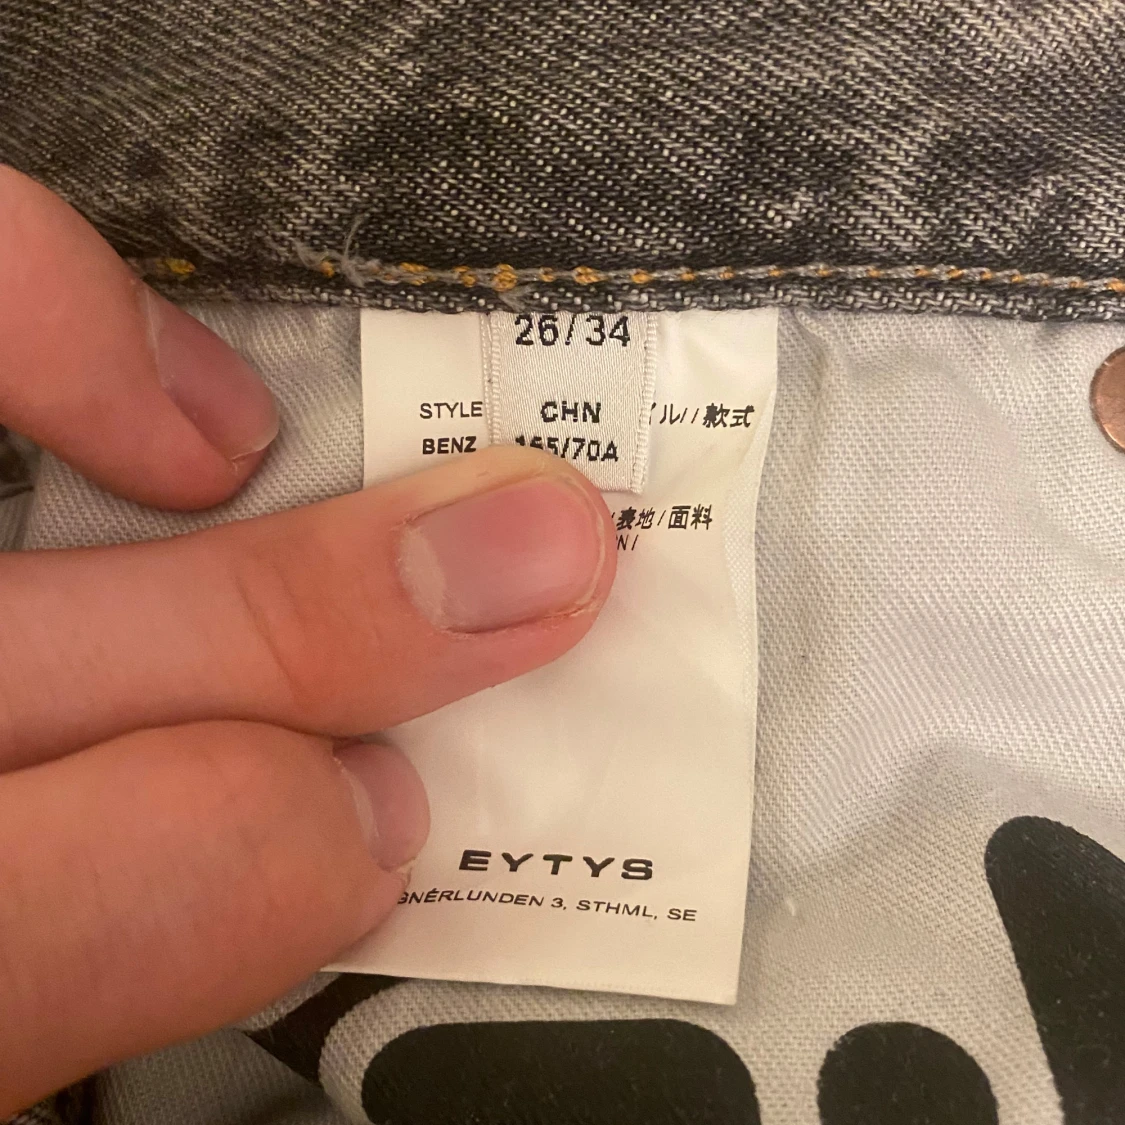 26/34
STYLE CHN ル// 款式
BENZ 165/70A
/ 表地 / 面料
N /
EYTYS
GNÉRLUNDEN 3, STHML, SE